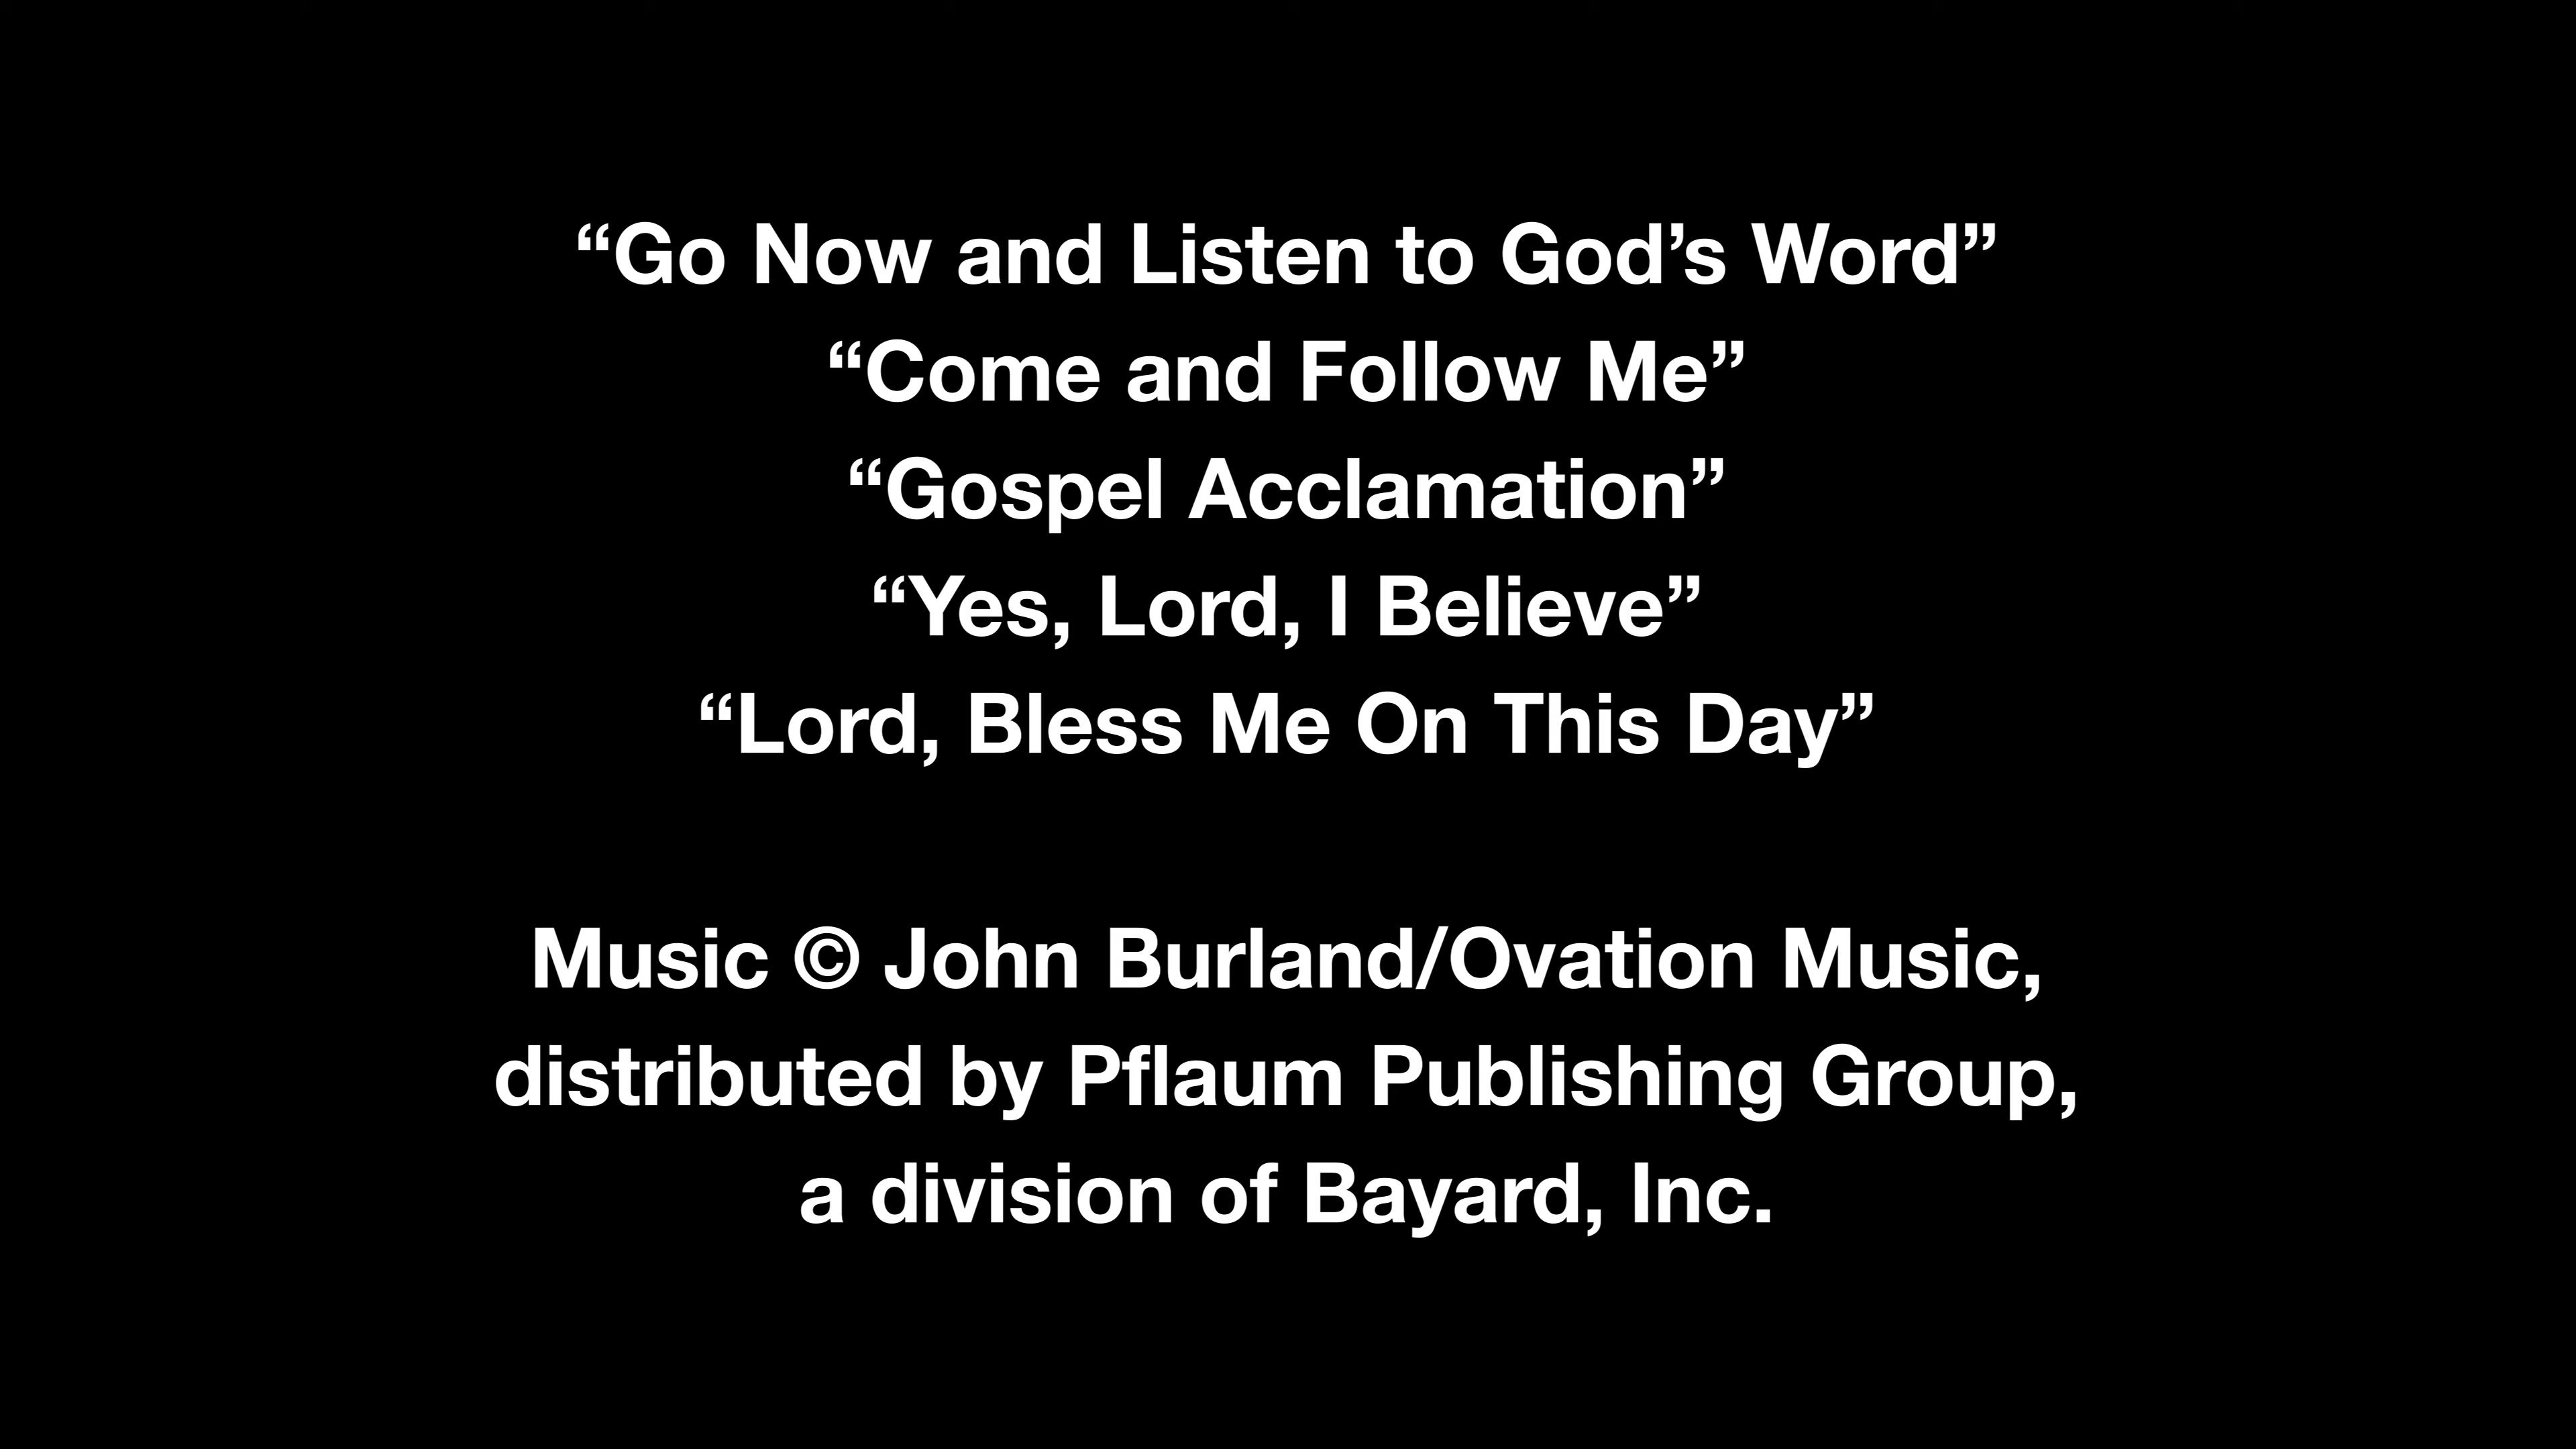 “Go Now and Listen to God’s Word”
“Come and Follow Me”
“Gospel Acclamation”
“Yes, Lord, I Believe”
“Lord, Bless Me On This Day”
Music © John Burland/Ovation Music,
distributed by Pflaum Publishing Group,
a division of Bayard, Inc.